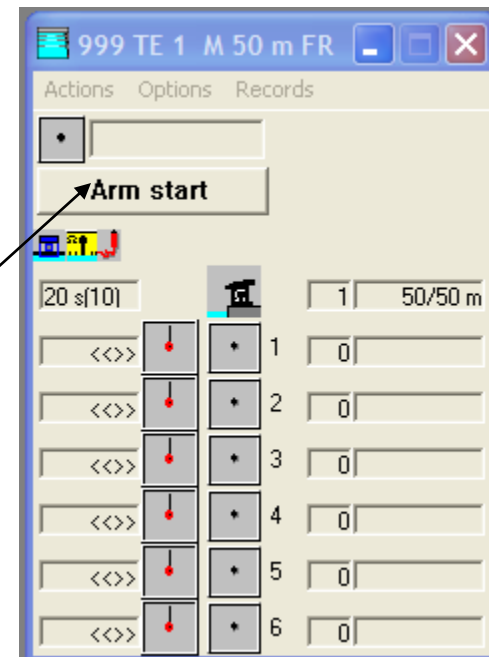 999 TE 1 M 50 m FR
Actions Options Records
Arm start
20 s(10) 1 50/50 m
<<>> 1 0
<<>> 2 0
<<>> 3 0
<<>> 4 0
<<>> 5 0
<<>> 6 0